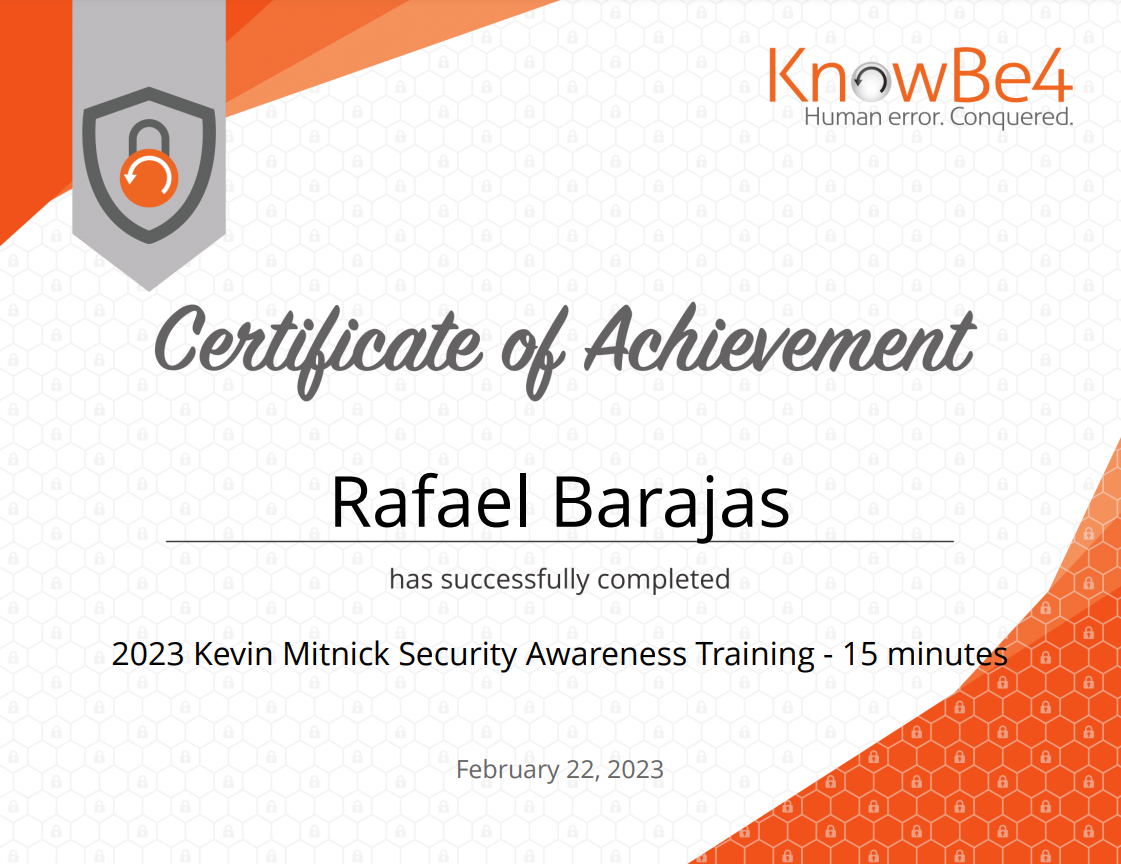 KnowBe4
Human error. Conquered.
Certificate of Achievement
Rafael Barajas
has successfully completed
2023 Kevin Mitnick Security Awareness Training - 15 minutes
February 22, 2023